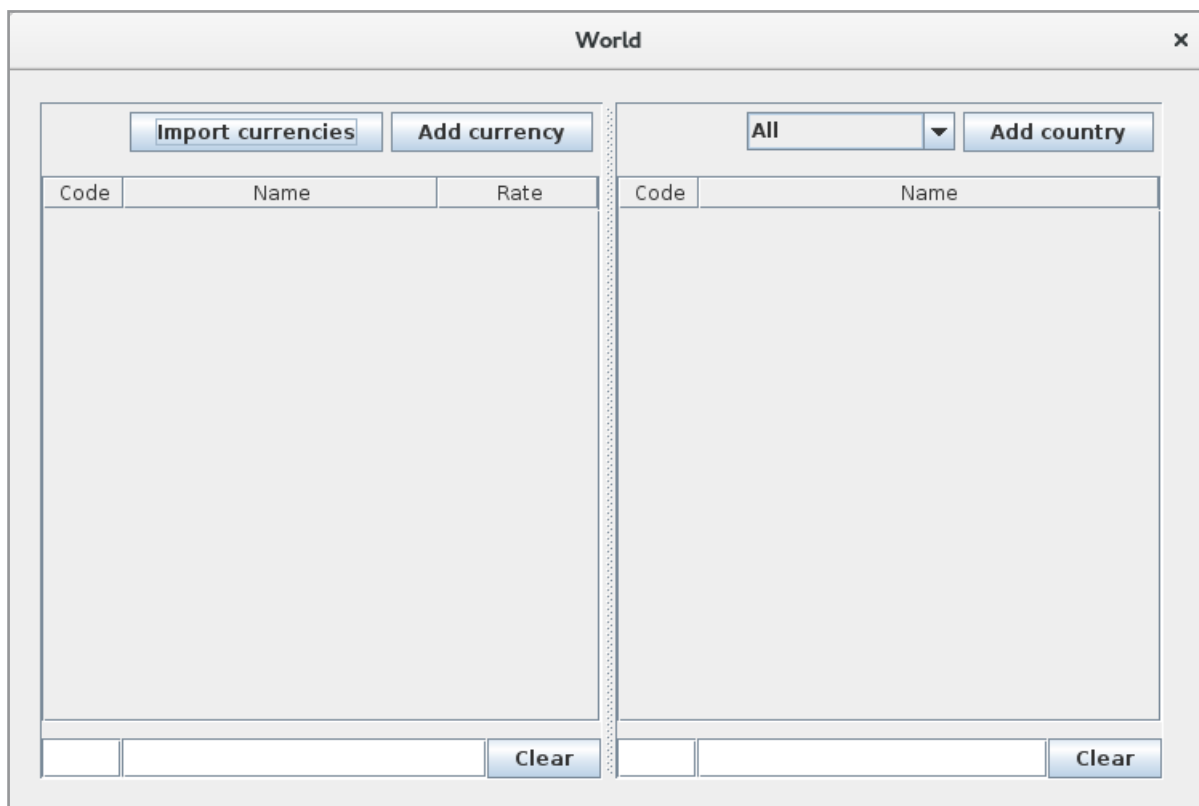 World ×
Import currencies Add currency All Add country
Code Name Rate Code Name
Clear Clear